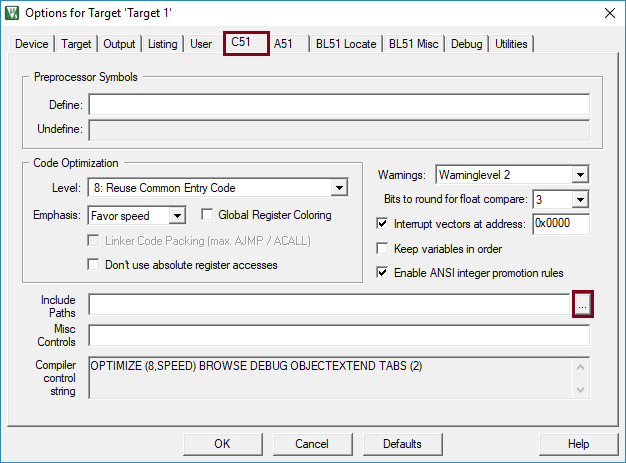 Options for Target 'Target 1'
Device Target Output Listing User C51 A51 BL51 Locate BL51 Misc Debug Utilities
Preprocessor Symbols
Define:
Undefine:
Code Optimization
Level: 8: Reuse Common Entry Code
Emphasis: Favor speed Global Register Coloring
Linker Code Packing (max. AJMP / ACALL)
Don't use absolute register accesses
Warnings: Warninglevel 2
Bits to round for float compare: 3
Interrupt vectors at address: 0x0000
Keep variables in order
Enable ANSI integer promotion rules
Include
Paths
...
Misc
Controls
Compiler
control
string
OPTIMIZE (8,SPEED) BROWSE DEBUG OBJECTEXTEND TABS (2)
OK Cancel Defaults Help